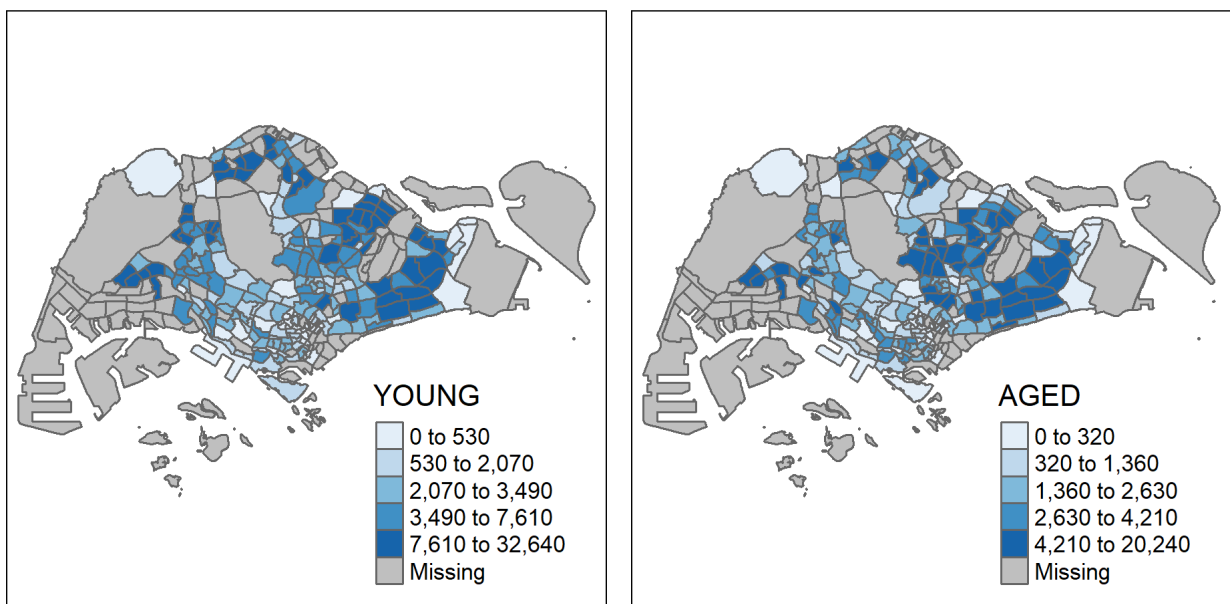 YOUNG
0 to 530
530 to 2,070
2,070 to 3,490
3,490 to 7,610
7,610 to 32,640
Missing
AGED
0 to 320
320 to 1,360
1,360 to 2,630
2,630 to 4,210
4,210 to 20,240
Missing